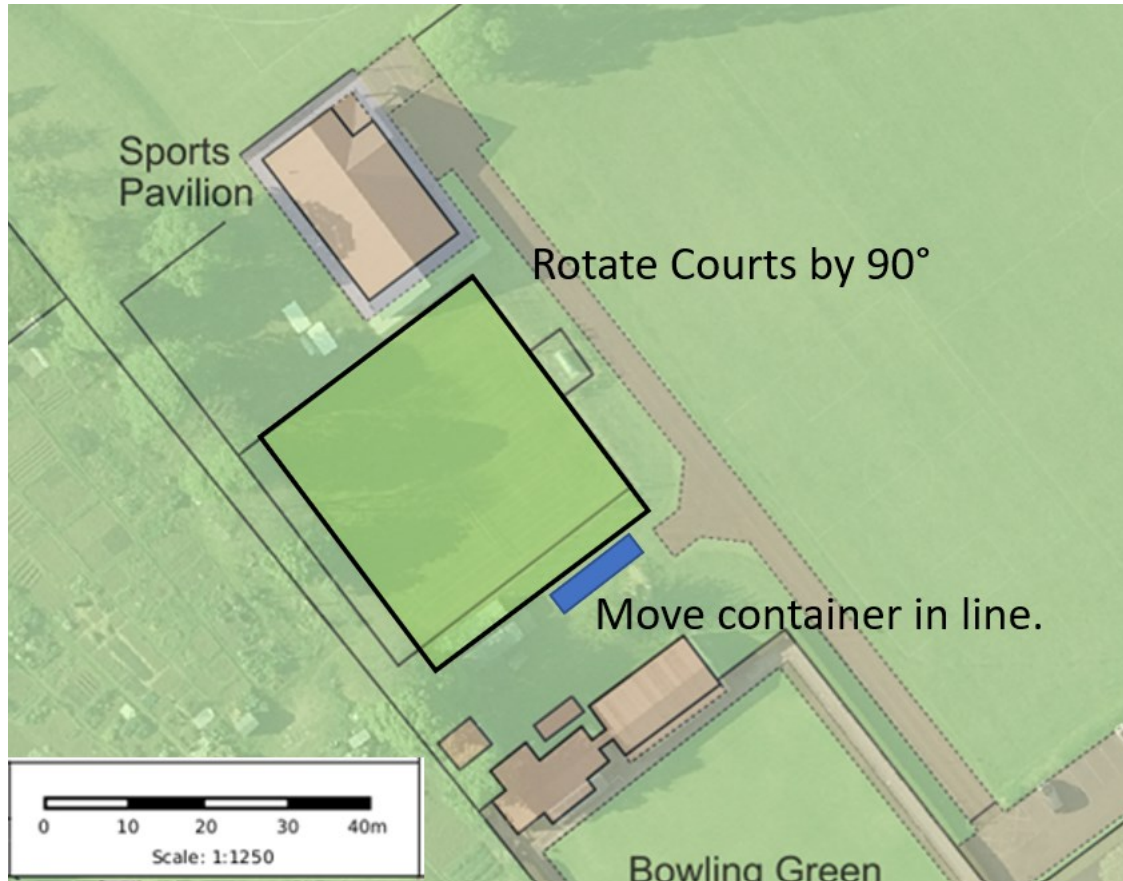 Sports
Pavilion
Rotate Courts by 90°
Move container in line.
0 10 20 30 40m
Scale: 1:1250
Bowling Green